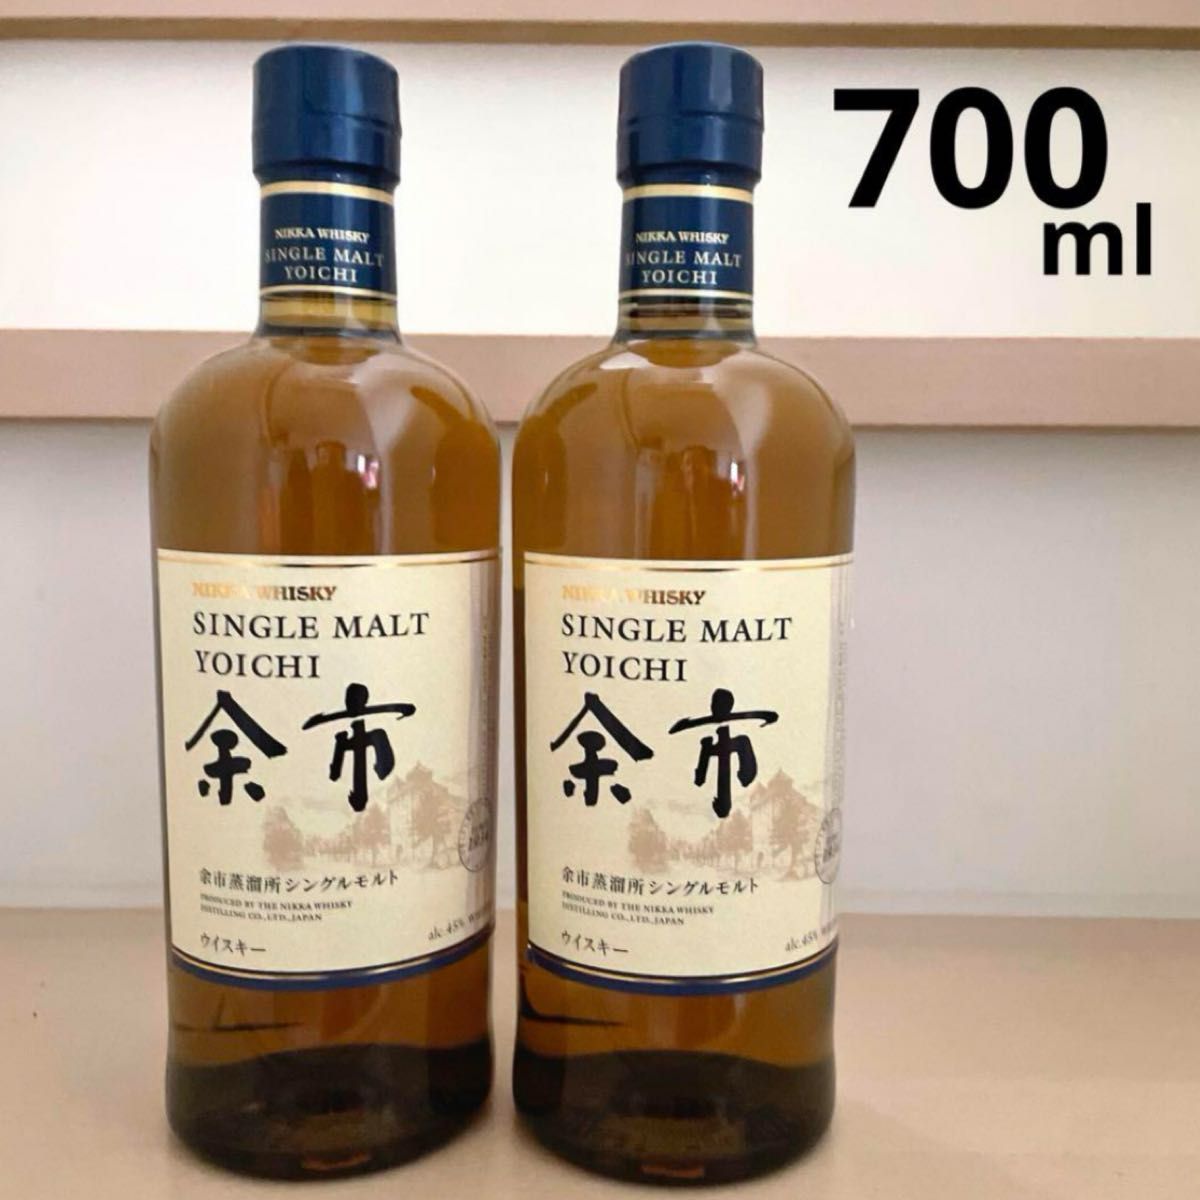 700
ml
NIKKA WHISKY
SINGLE MALT
YOICHI
NIKKA WHISKY
SINGLE MALT
YOICHI
NIKKA WHISKY
SINGLE MALT
YOICHI
余市
余市蒸溜所シングルモルト
PRODUCED BY THE NIKKA WHISKY
DISTILLING CO., LTD., JAPAN
ウイスキー
alc. 45%
NIKKA WHISKY
SINGLE MALT
YOICHI
余市
余市蒸溜所シングルモルト
PRODUCED BY THE NIKKA WHISKY
DISTILLING CO., LTD., JAPAN
ウイスキー
alc. 45%